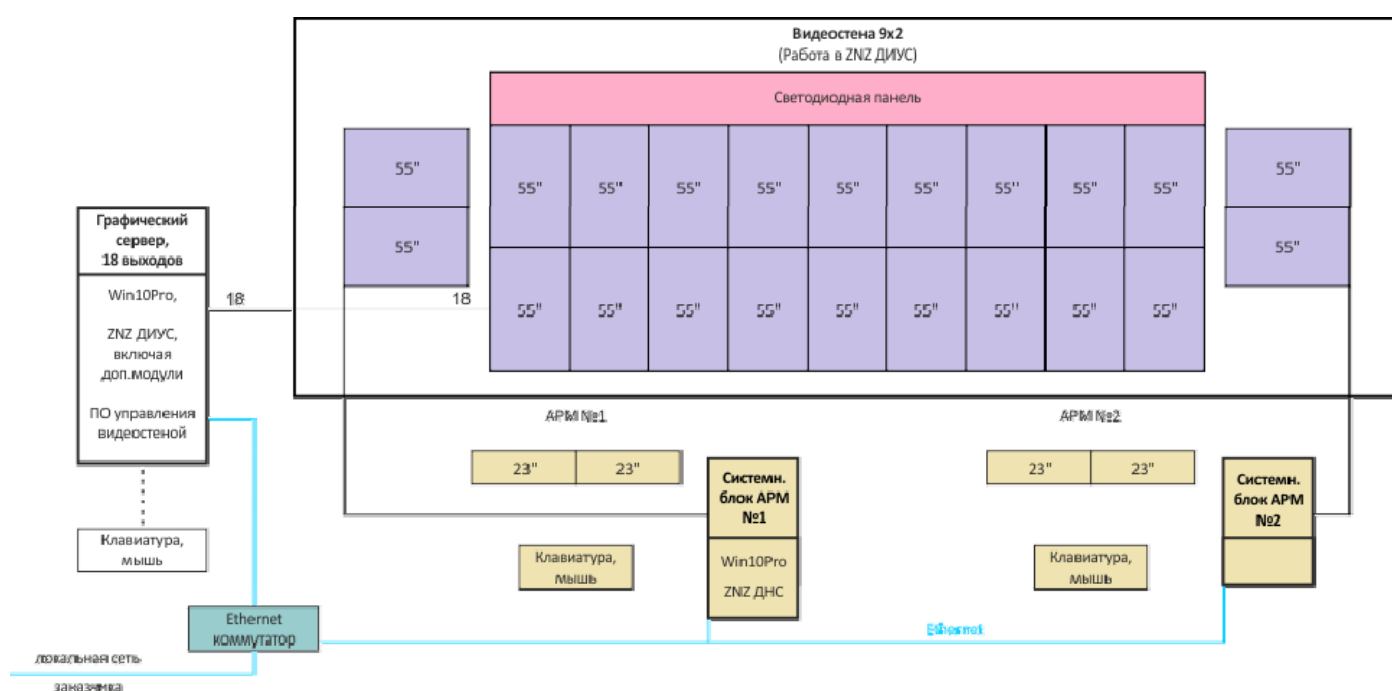 Видеостена 9x2
(Работа в ZNZ ДИУС)
Светодиодная панель
55"
55"
55" 55" 55" 55" 55" 55" 55" 55" 55"
55" 55" 55" 55" 55" 55" 55" 55" 55"
55"
55"
Графический
сервер,
18 выходов
Win10Pro,
ZNZ ДИУС,
включая
доп.модули
ПО управления
видеостеной
18
18
Клавиатура,
мышь
АРМ №1
23" 23"
Системн.
блок АРМ
№1
Win10Pro
ZNZ ДНС
Клавиатура,
мышь
АРМ №2
23" 23"
Системн.
блок АРМ
№2
Клавиатура,
мышь
Ethernet
коммутатор
Ethernet
локальная сеть
заказчика